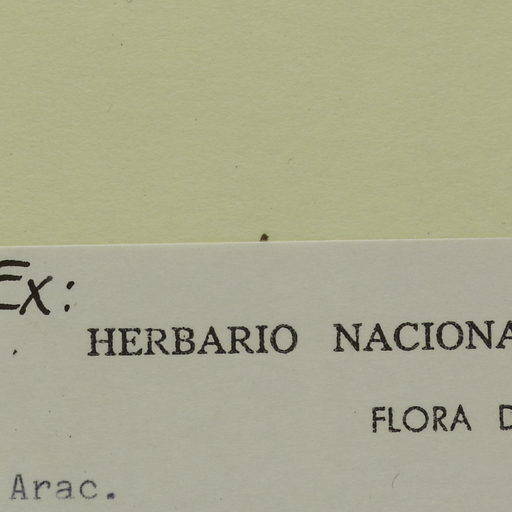 Ex:
HERBARIO NACIONA
FLORA D
Arac.